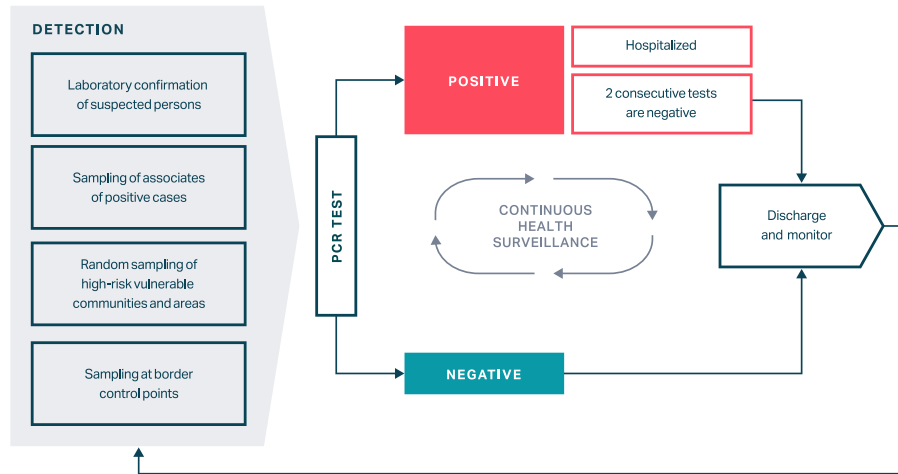 DETECTION
Laboratory confirmation
of suspected persons
Sampling of associates
of positive cases
Random sampling of
high-risk vulnerable
communities and areas
Sampling at border
control points
PCR TEST
POSITIVE
Hospitalized
2 consecutive tests
are negative
CONTINUOUS
HEALTH
SURVEILLANCE
NEGATIVE
Discharge
and monitor